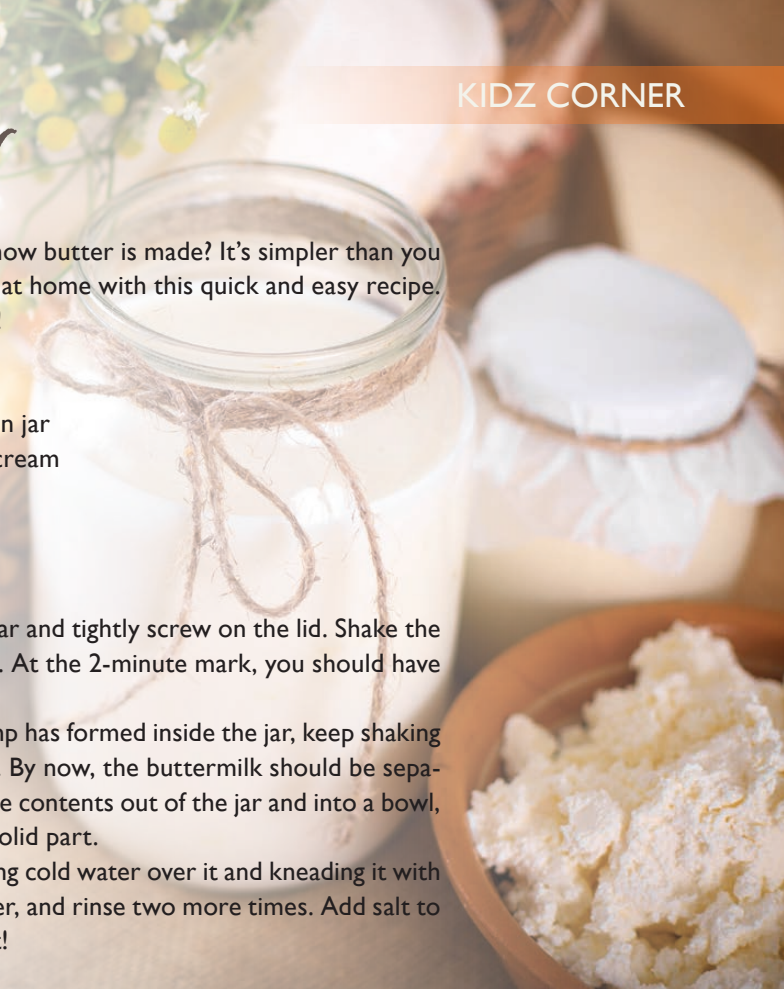 KIDZ CORNER
how butter is made? It’s simpler than you
at home with this quick and easy recipe.
!
n jar
cream
ar and tightly screw on the lid. Shake the
. At the 2-minute mark, you should have
np has formed inside the jar, keep shaking
. By now, the buttermilk should be sepa-
e contents out of the jar and into a bowl,
olid part.
ng cold water over it and kneading it with
er, and rinse two more times. Add salt to
t!